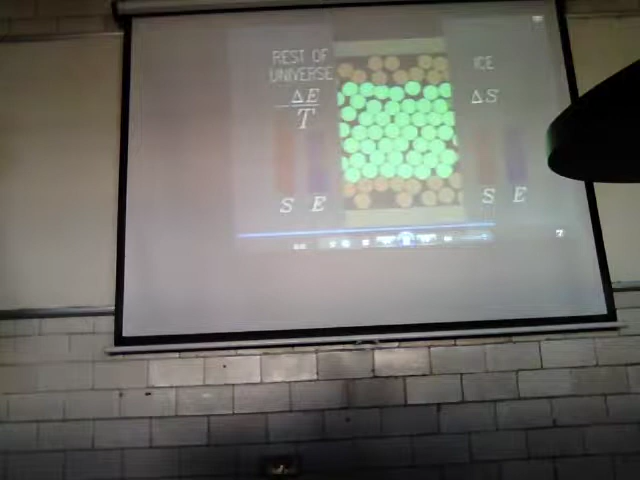 REST OF
UNIVERSE
-ΔE/T
S E
ICE
ΔS
S E